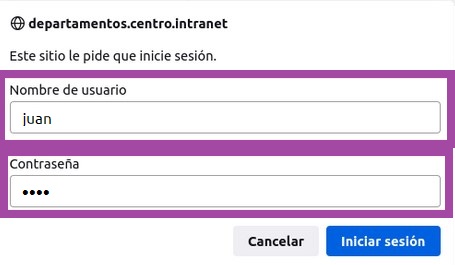 departamentos.centro.intranet
Este sitio le pide que inicie sesión.
Nombre de usuario
juan
Contraseña
••••
Cancelar Iniciar sesión